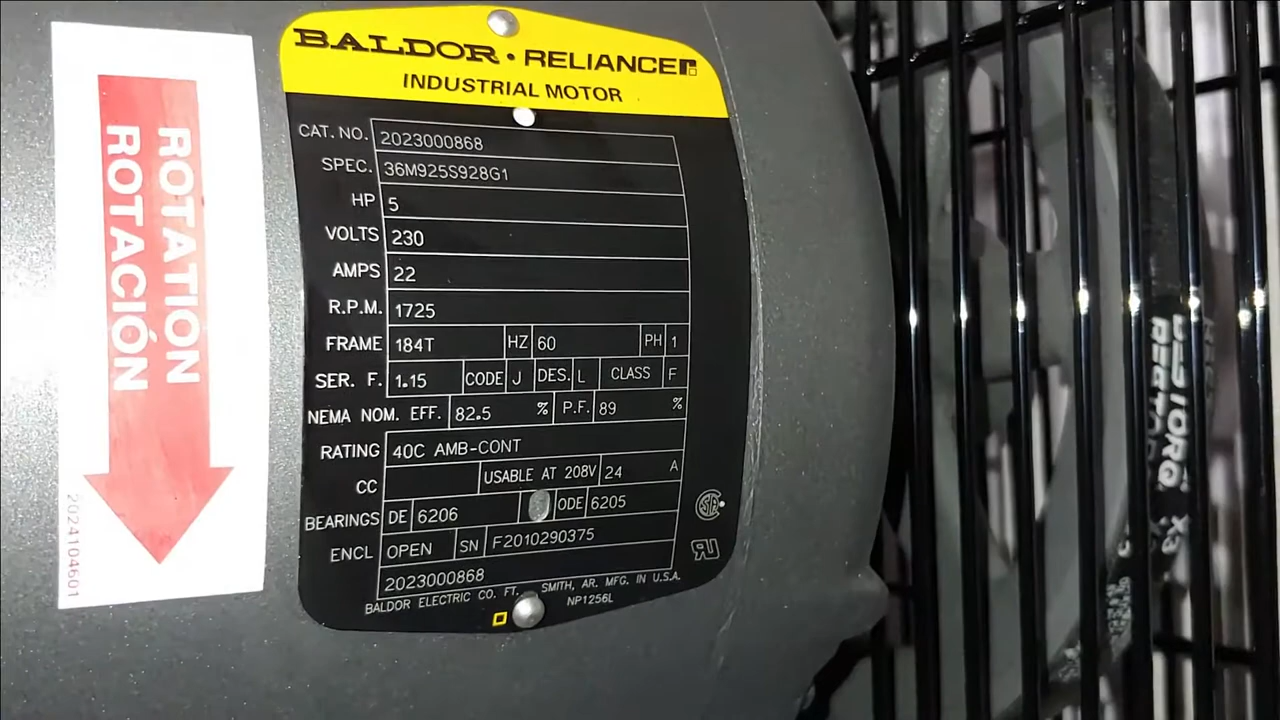 ROTATION
ROTACIÓN
2024104601
BALDOR · RELIANCE
INDUSTRIAL MOTOR
CAT. NO. 2023000868
SPEC. 36M925S928G1
HP 5
VOLTS 230
AMPS 22
R.P.M. 1725
FRAME 184T HZ 60 PH 1
SER. F. 1.15 CODE J DES. L CLASS F
NEMA NOM. EFF. 82.5 % P.F. 89 %
RATING 40C AMB-CONT
CC USABLE AT 208V 24 A
BEARINGS DE 6206 ODE 6205
ENCL OPEN SN F2010290375
2023000868
BALDOR ELECTRIC CO. FT. SMITH, AR. MFG. IN U.S.A.
NP1256L